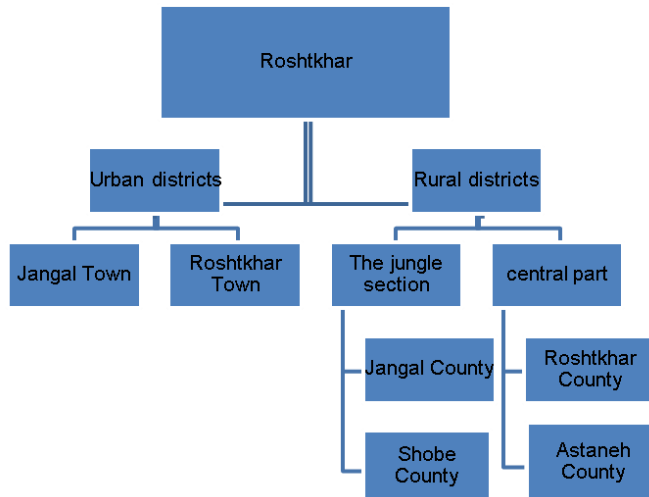 Roshtkhar
Urban districts
Rural districts
Jangal Town
Roshtkhar
Town
The jungle
section
central part
Jangal County
Roshtkhar
County
Shobe
County
Astaneh
County